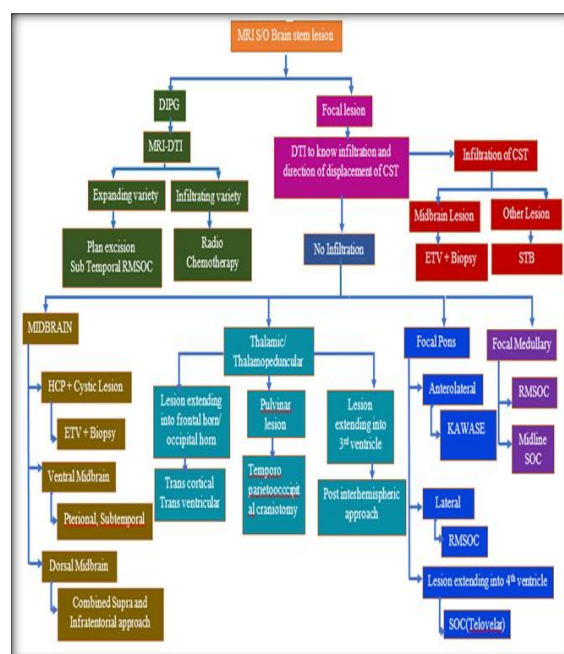 MRI S/O Brain stem lesion
DIPG
Focal lesion
MRI-DTI
DTI to know infiltration and
direction of displacement of CST
Infiltration of CST
Expanding variety
Infiltrating variety
Midbrain Lesion
Other Lesion
Plan excision
Sub Temporal RMSOC
Radio
Chemotherapy
No Infiltration
ETV + Biopsy
STB
MIDBRAIN
Thalamic/
Thalamopeduncular
Focal Pons
Focal Medullary
HCP + Cystic Lesion
ETV + Biopsy
Ventral Midbrain
Pterional, Subtemporal
Dorsal Midbrain
Combined Supra and
Infratentorial approach
Lesion extending
into frontal horn/
occipital horn
Trans cortical
Trans ventricular
Pulvinar
lesion
Temporo
parietooccipit
al craniotomy
Lesion
extending into
3rd ventricle
Post interhemispheric
approach
Anterolateral
KAWASE
Lateral
RMSOC
Lesion extending into 4th ventricle
SOC(Telovelar)
RMSOC
Midline
SOC